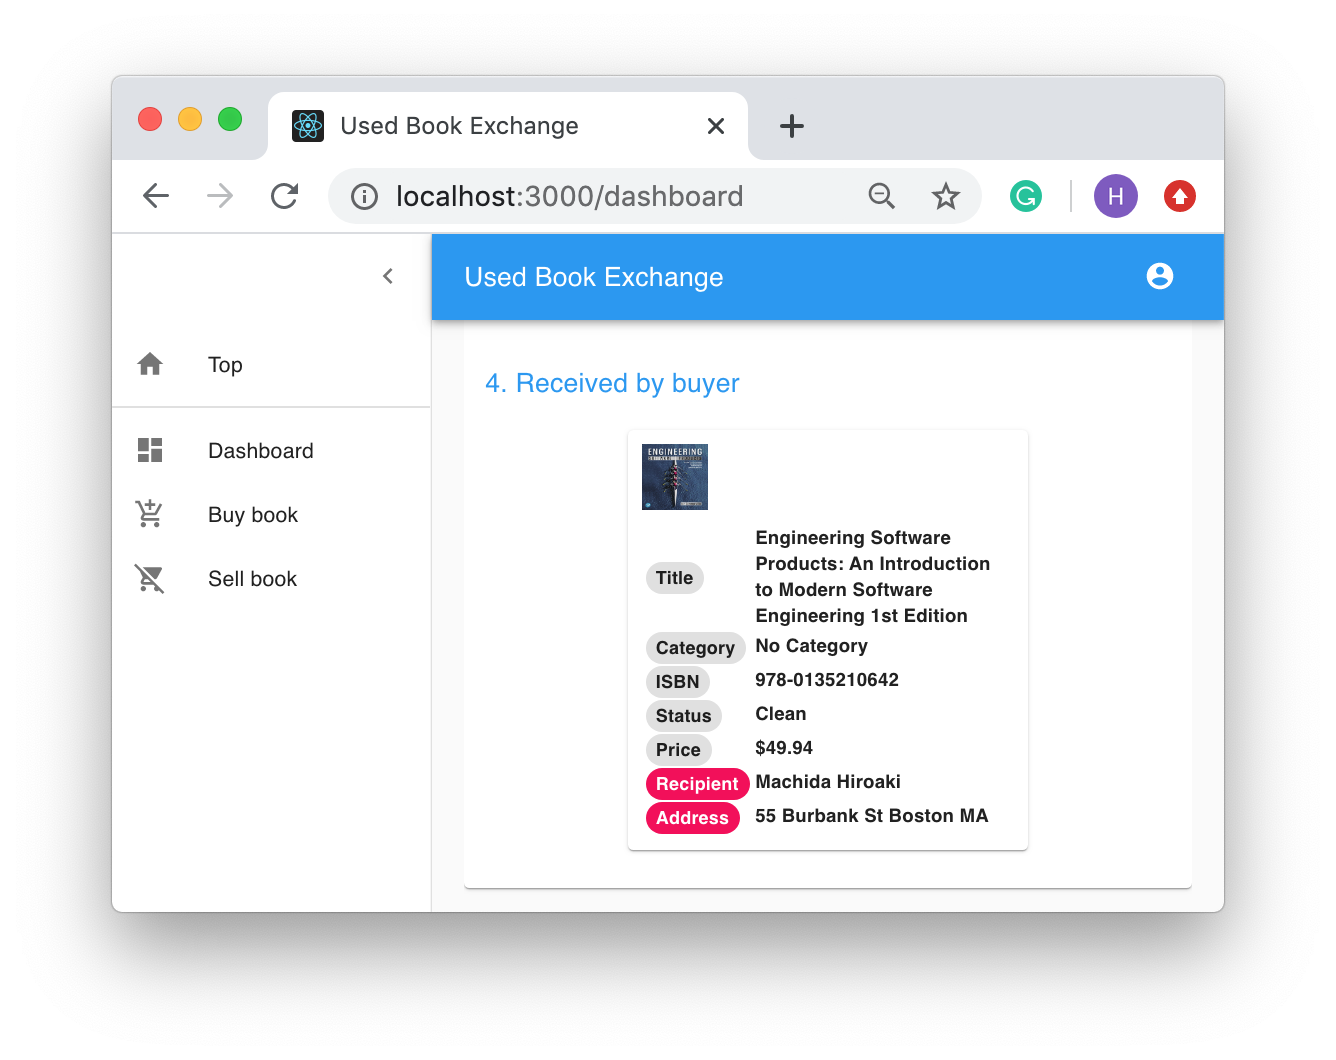 Used Book Exchange
localhost:3000/dashboard
H
Used Book Exchange
Top
Dashboard
Buy book
Sell book
4. Received by buyer
ENGINEERING
Title
Engineering Software
Products: An Introduction
to Modern Software
Engineering 1st Edition
Category No Category
ISBN 978-0135210642
Status Clean
Price $49.94
Recipient Machida Hiroaki
Address 55 Burbank St Boston MA